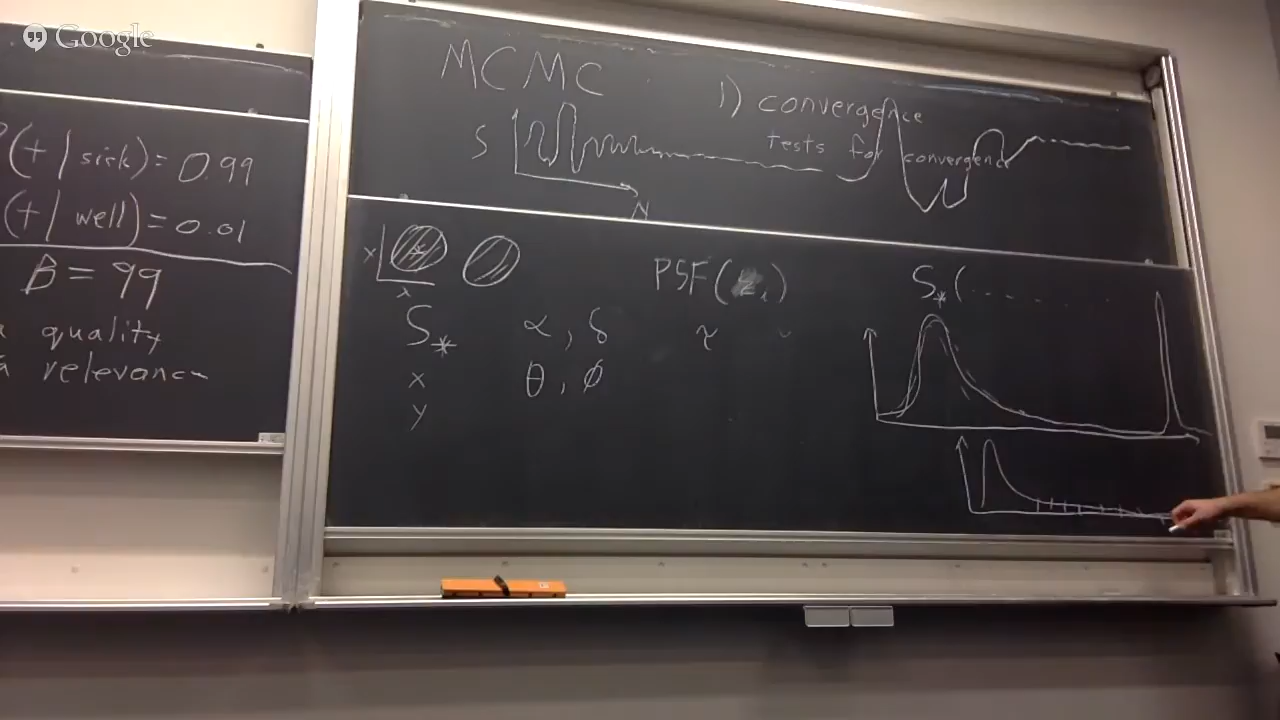 Google
(+ / sick) = 0.99
(+ / well) = 0.01
B = 99
quality
relevance
MCMC
1) convergence
tests for convergence
S
N
x
x
PSF(
S*(
S* α, δ τ
x θ, φ
y